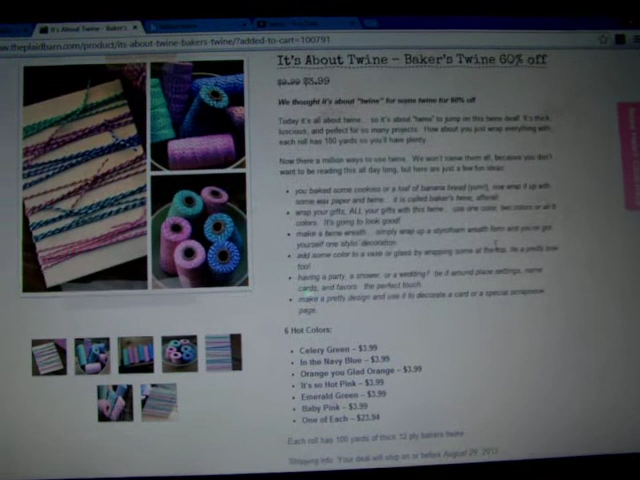 It's About Twine - Baker's
www.theplaidbarn.com/product/its-about-twine-bakers-twine/?added-to-cart=100791
It's About Twine – Baker's Twine 60% off
$9.99 $3.99
We thought it's about "twine" for some twine for 60% off
Today it's all about twine… so it's about "twine" to jump on this twine deal! It's thick,
luscious, and perfect for so many projects. How about you just wrap everything with
each roll has 100 yards so you'll have plenty.
Now there a million ways to use twine. We won't name them all, because you don't
want to be reading this all day long, but here are just a few fun ideas:
you baked some cookies or a loaf of banana bread (yum!), now wrap it up with
some wax paper and twine… it is called baker's twine, afterall
wrap your gifts, ALL your gifts with this twine… use one color, two colors or all 6
colors. It's going to look good!
make a twine wreath… simply wrap up a styrofoam wreath form and you've got
yourself one stylin' decoration
add some color to a vase or glass by wrapping some at the top. tie a pretty bow
too!
having a party, a shower, or a wedding? tie it around place settings, name
cards, and favors the perfect touch
make a pretty design and use it to decorate a card or a special scrapbook
page.
6 Hot Colors:
Celery Green – $3.99
In the Navy Blue – $3.99
Orange you Glad Orange – $3.99
It's so Hot Pink – $3.99
Emerald Green – $3.99
Baby Pink – $3.99
One of Each – $23.94
Each roll has 100 yards of thick 12 ply bakers twine
Shipping info: Your deal will ship on or before August 29, 2013